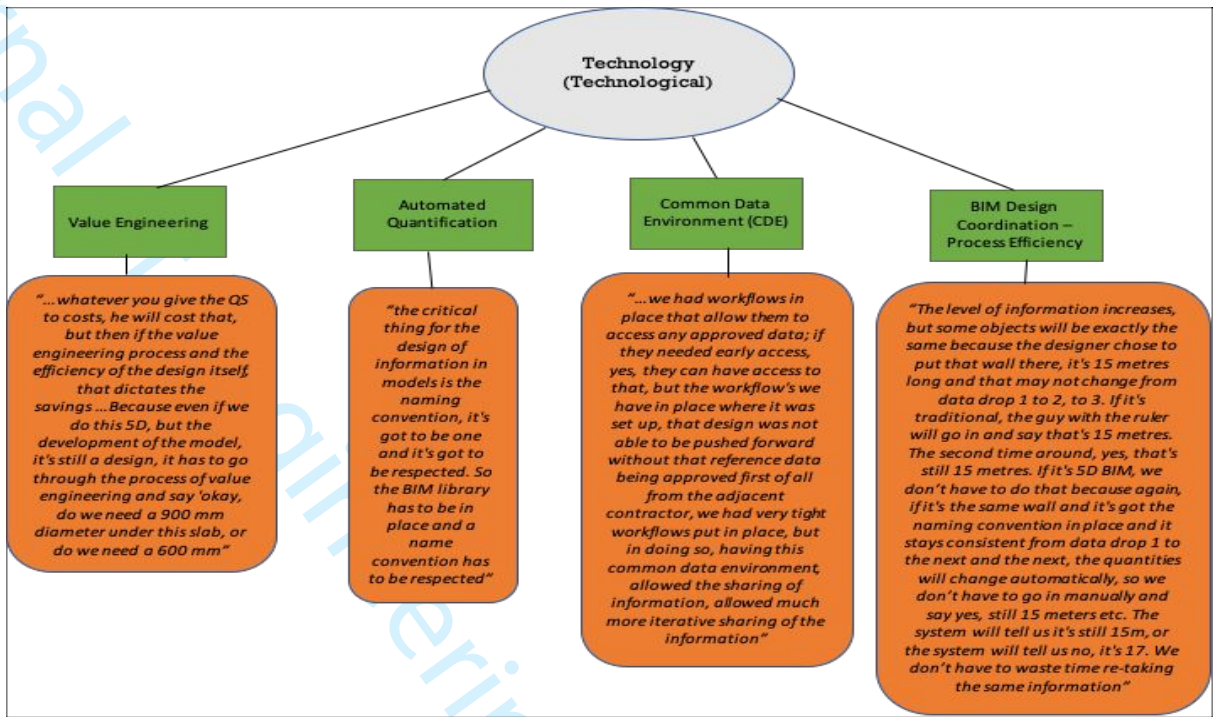 Technology
(Technological)
Value Engineering
Automated
Quantification
Common Data
Environment (CDE)
BIM Design
Coordination –
Process Efficiency
“…whatever you give the QS
to costs, he will cost that,
but then if the value
engineering process and the
efficiency of the design itself,
that dictates the
savings …Because even if we
do this 5D, but the
development of the model,
it's still a design, it has to go
through the process of value
engineering and say 'okay,
do we need a 900 mm
diameter under this slab, or
do we need a 600 mm”
“the critical
thing for the
design of
information in
models is the
naming
convention, it's
got to be one
and it's got to
be respected. So
the BIM library
has to be in
place and a
name
convention has
to be respected”
“…we had workflows in
place that allow them to
access any approved data; if
they needed early access,
yes, they can have access to
that, but the workflow's we
have in place where it was
set up, that design was not
able to be pushed forward
without that reference data
being approved first of all
from the adjacent
contractor, we had very tight
workflows put in place, but
in doing so, having this
common data environment,
allowed the sharing of
information, allowed much
more iterative sharing of the
information”
“The level of information increases,
but some objects will be exactly the
same because the designer chose to
put that wall there, it's 15 metres
long and that may not change from
data drop 1 to 2, to 3. If it's
traditional, the guy with the ruler
will go in and say that's 15 metres.
The second time around, yes, that's
still 15 metres. If it's 5D BIM, we
don’t have to do that because again,
if it's the same wall and it's got the
naming convention in place and it
stays consistent from data drop 1 to
the next and the next, the quantities
will change automatically, so we
don’t have to go in manually and
say yes, still 15 meters etc. The
system will tell us it's still 15m, or
the system will tell us no, it's 17. We
don’t have to waste time re-taking
the same information”